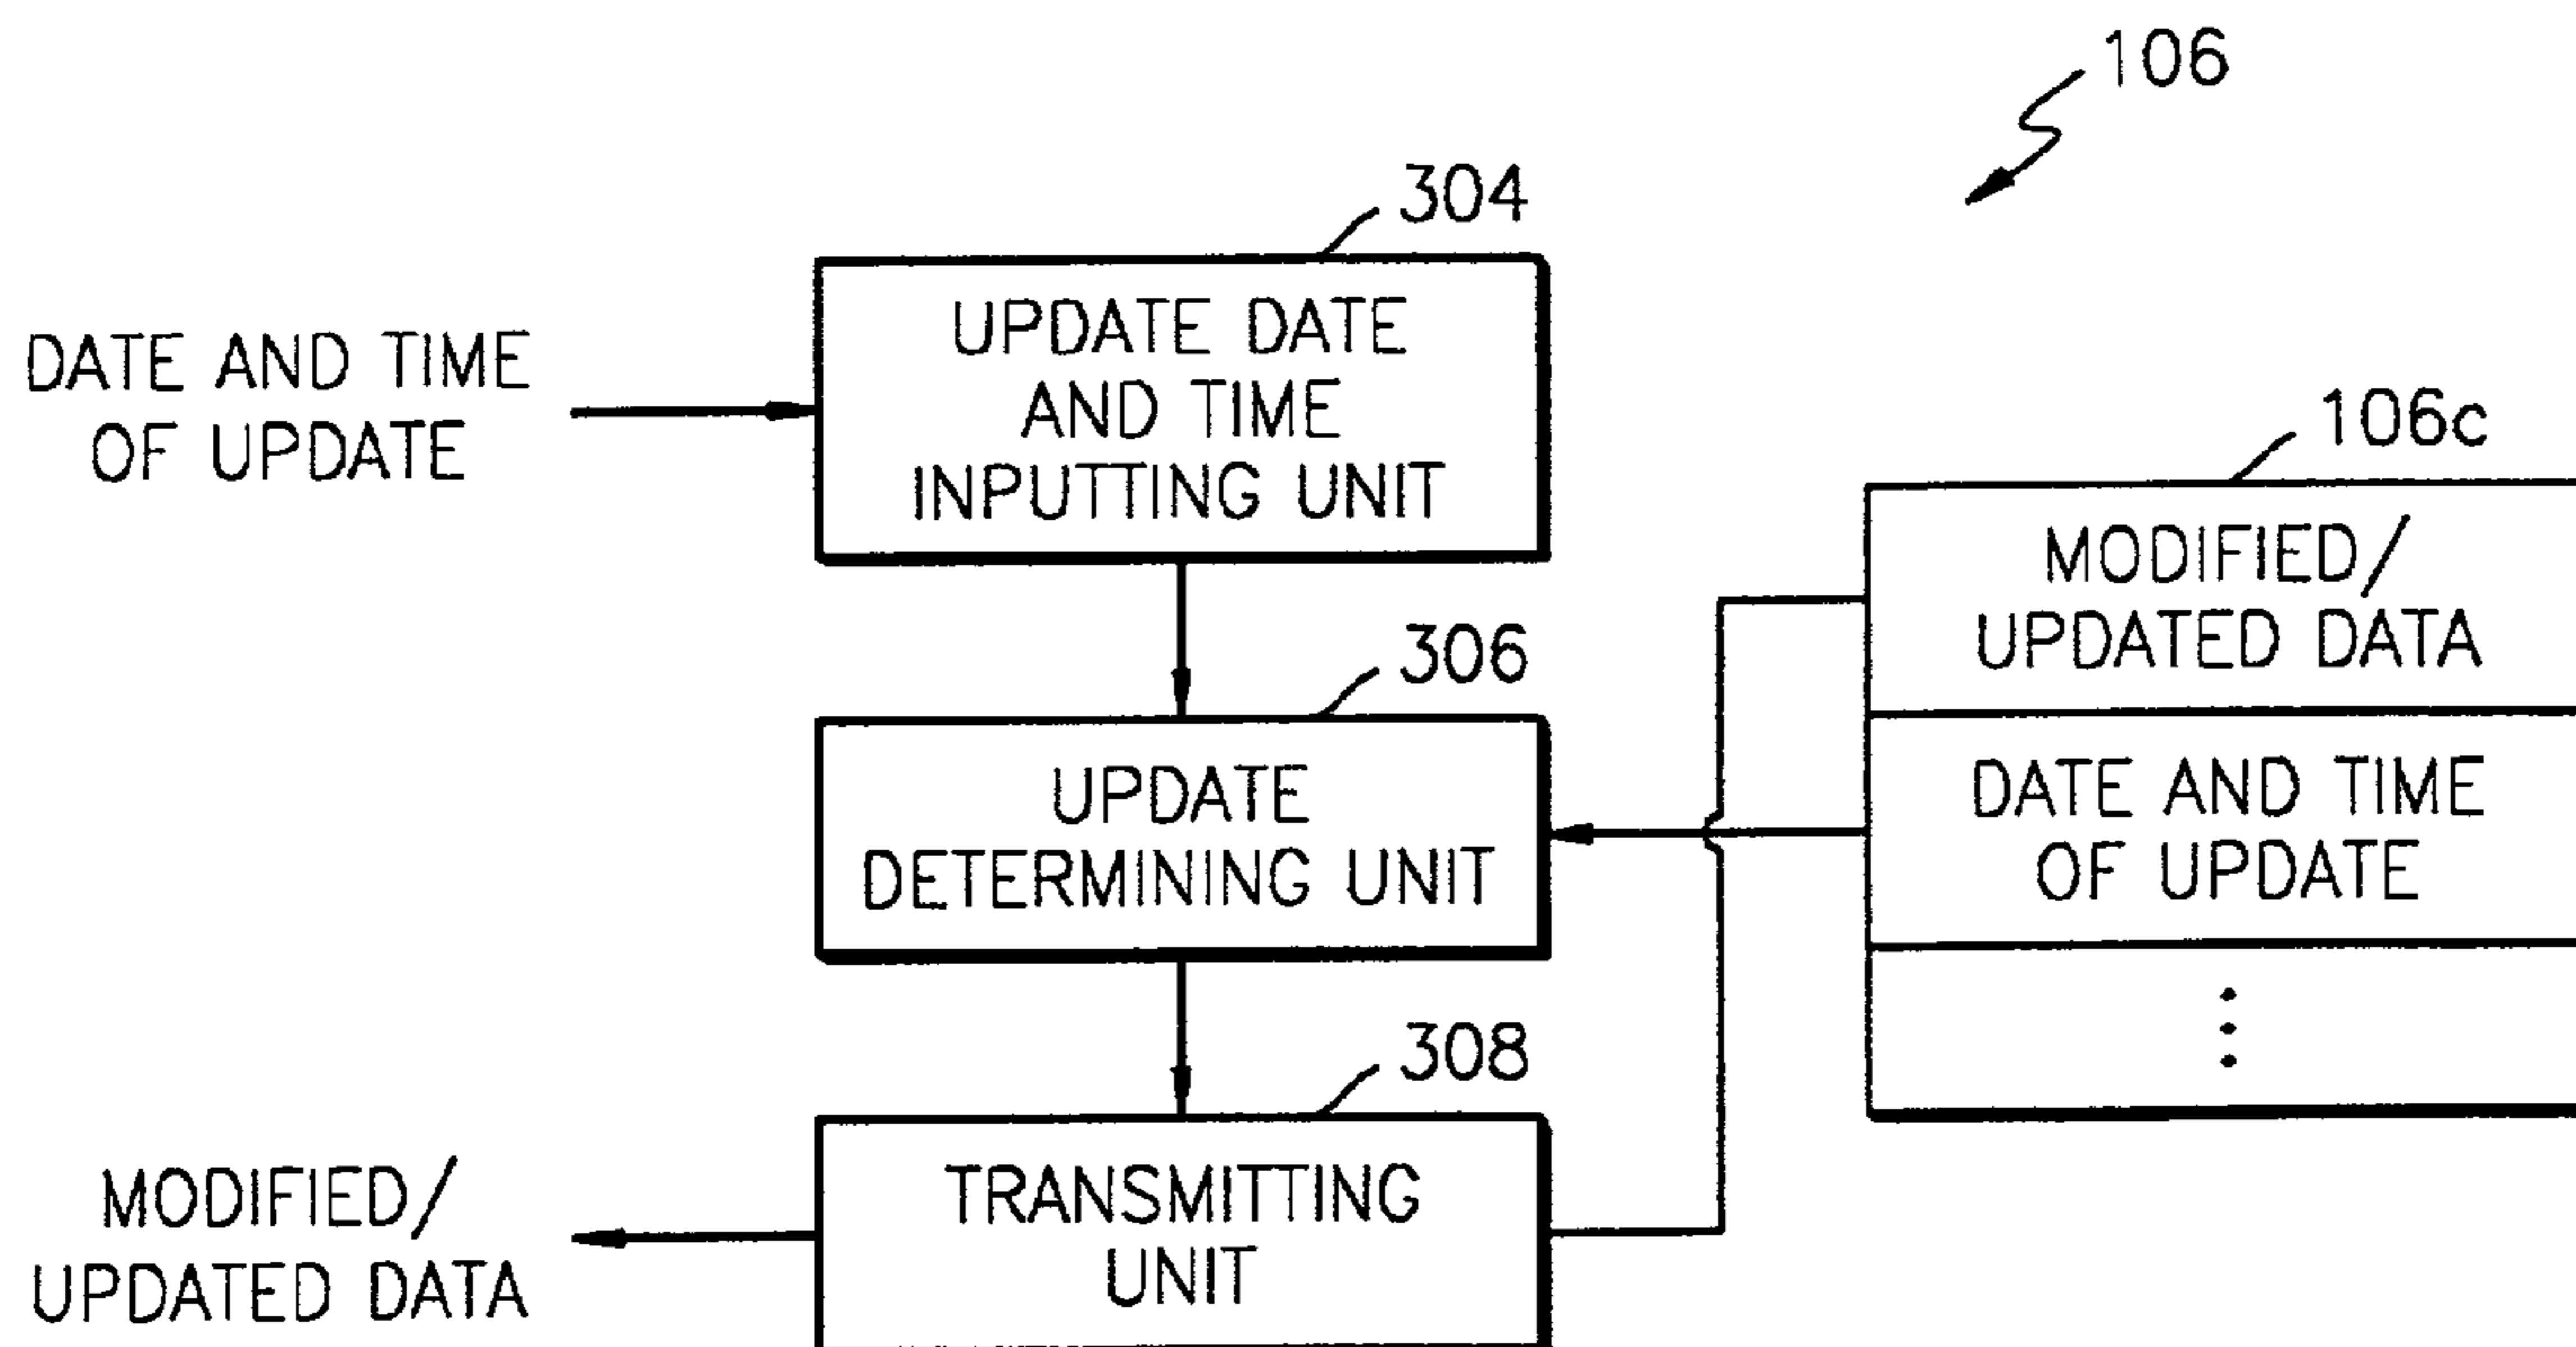 106
304
UPDATE DATE
AND TIME
INPUTTING UNIT
DATE AND TIME
OF UPDATE
106c
MODIFIED/
UPDATED DATA
306
UPDATE
DETERMINING UNIT
DATE AND TIME
OF UPDATE
308
TRANSMITTING
UNIT
MODIFIED/
UPDATED DATA